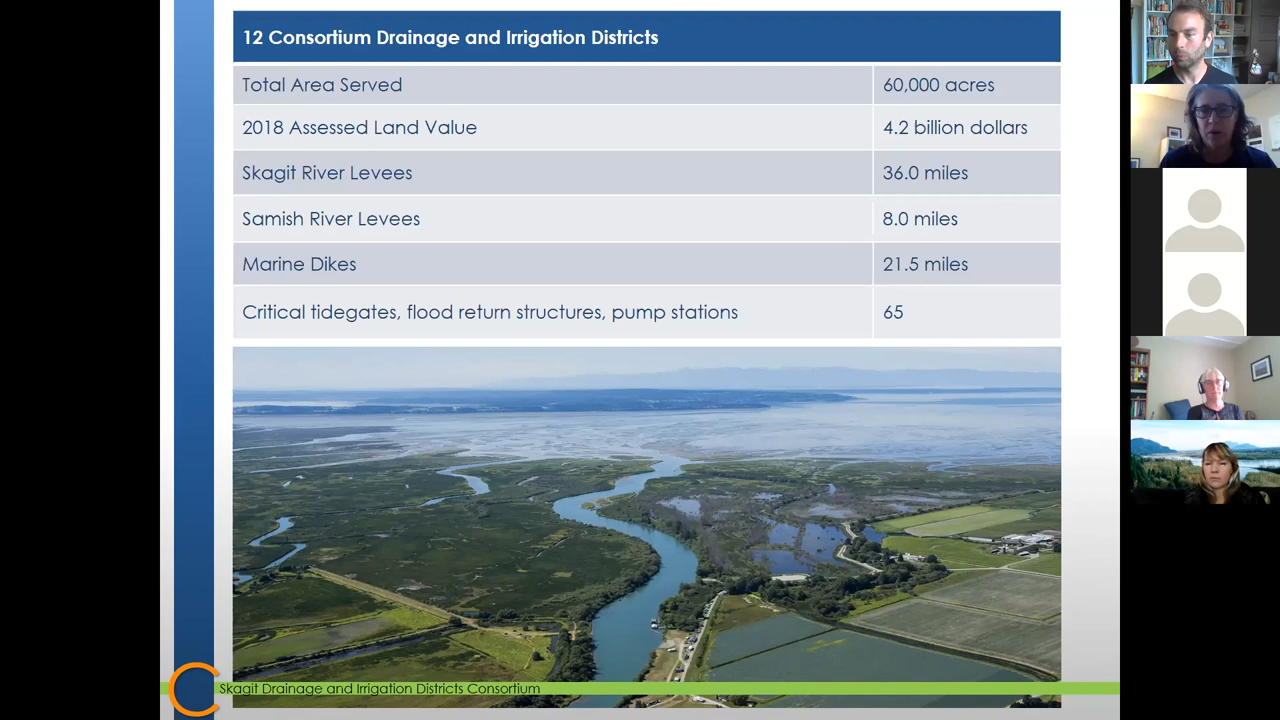 12 Consortium Drainage and Irrigation Districts
Total Area Served 60,000 acres
2018 Assessed Land Value 4.2 billion dollars
Skagit River Levees 36.0 miles
Samish River Levees 8.0 miles
Marine Dikes 21.5 miles
Critical tidegates, flood return structures, pump stations 65
Skagit Drainage and Irrigation Districts Consortium